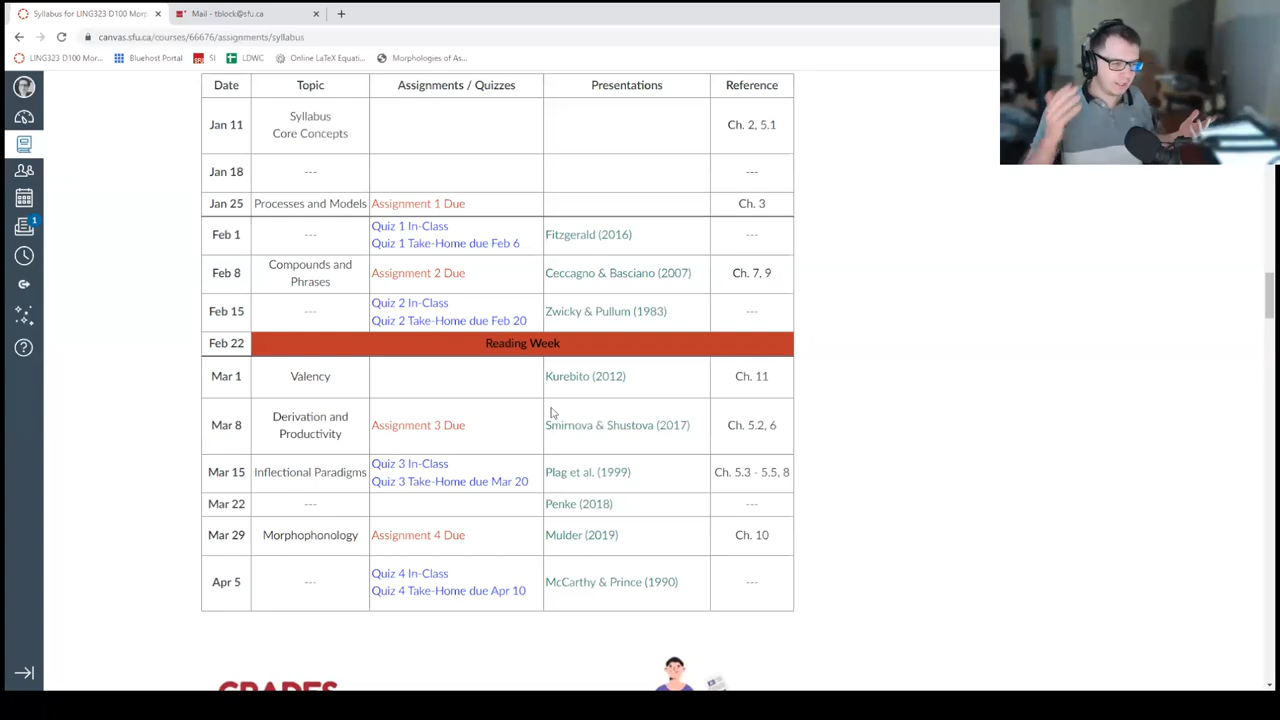 Syllabus for LING323 D100 Morp
Mail - tblock@sfu.ca
canvas.sfu.ca/courses/66676/assignments/syllabus
LING323 D100 Mor...
Bluehost Portal
SFU
SI
LDWC
Online LaTeX Equati...
Morphologies of As...
Date Topic Assignments / Quizzes Presentations Reference
Jan 11 Syllabus
Core Concepts Ch. 2, 5.1
Jan 18 --- ---
Jan 25 Processes and Models Assignment 1 Due Ch. 3
Feb 1 --- Quiz 1 In-Class
Quiz 1 Take-Home due Feb 6 Fitzgerald (2016) ---
Feb 8 Compounds and
Phrases Assignment 2 Due Ceccagno & Basciano (2007) Ch. 7, 9
Feb 15 --- Quiz 2 In-Class
Quiz 2 Take-Home due Feb 20 Zwicky & Pullum (1983) ---
Feb 22 Reading Week
Mar 1 Valency Kurebito (2012) Ch. 11
Mar 8 Derivation and
Productivity Assignment 3 Due Smirnova & Shustova (2017) Ch. 5.2, 6
Mar 15 Inflectional Paradigms Quiz 3 In-Class
Quiz 3 Take-Home due Mar 20 Plag et al. (1999) Ch. 5.3 - 5.5, 8
Mar 22 --- Penke (2018) ---
Mar 29 Morphophonology Assignment 4 Due Mulder (2019) Ch. 10
Apr 5 --- Quiz 4 In-Class
Quiz 4 Take-Home due Apr 10 McCarthy & Prince (1990) ---
1
GRADES